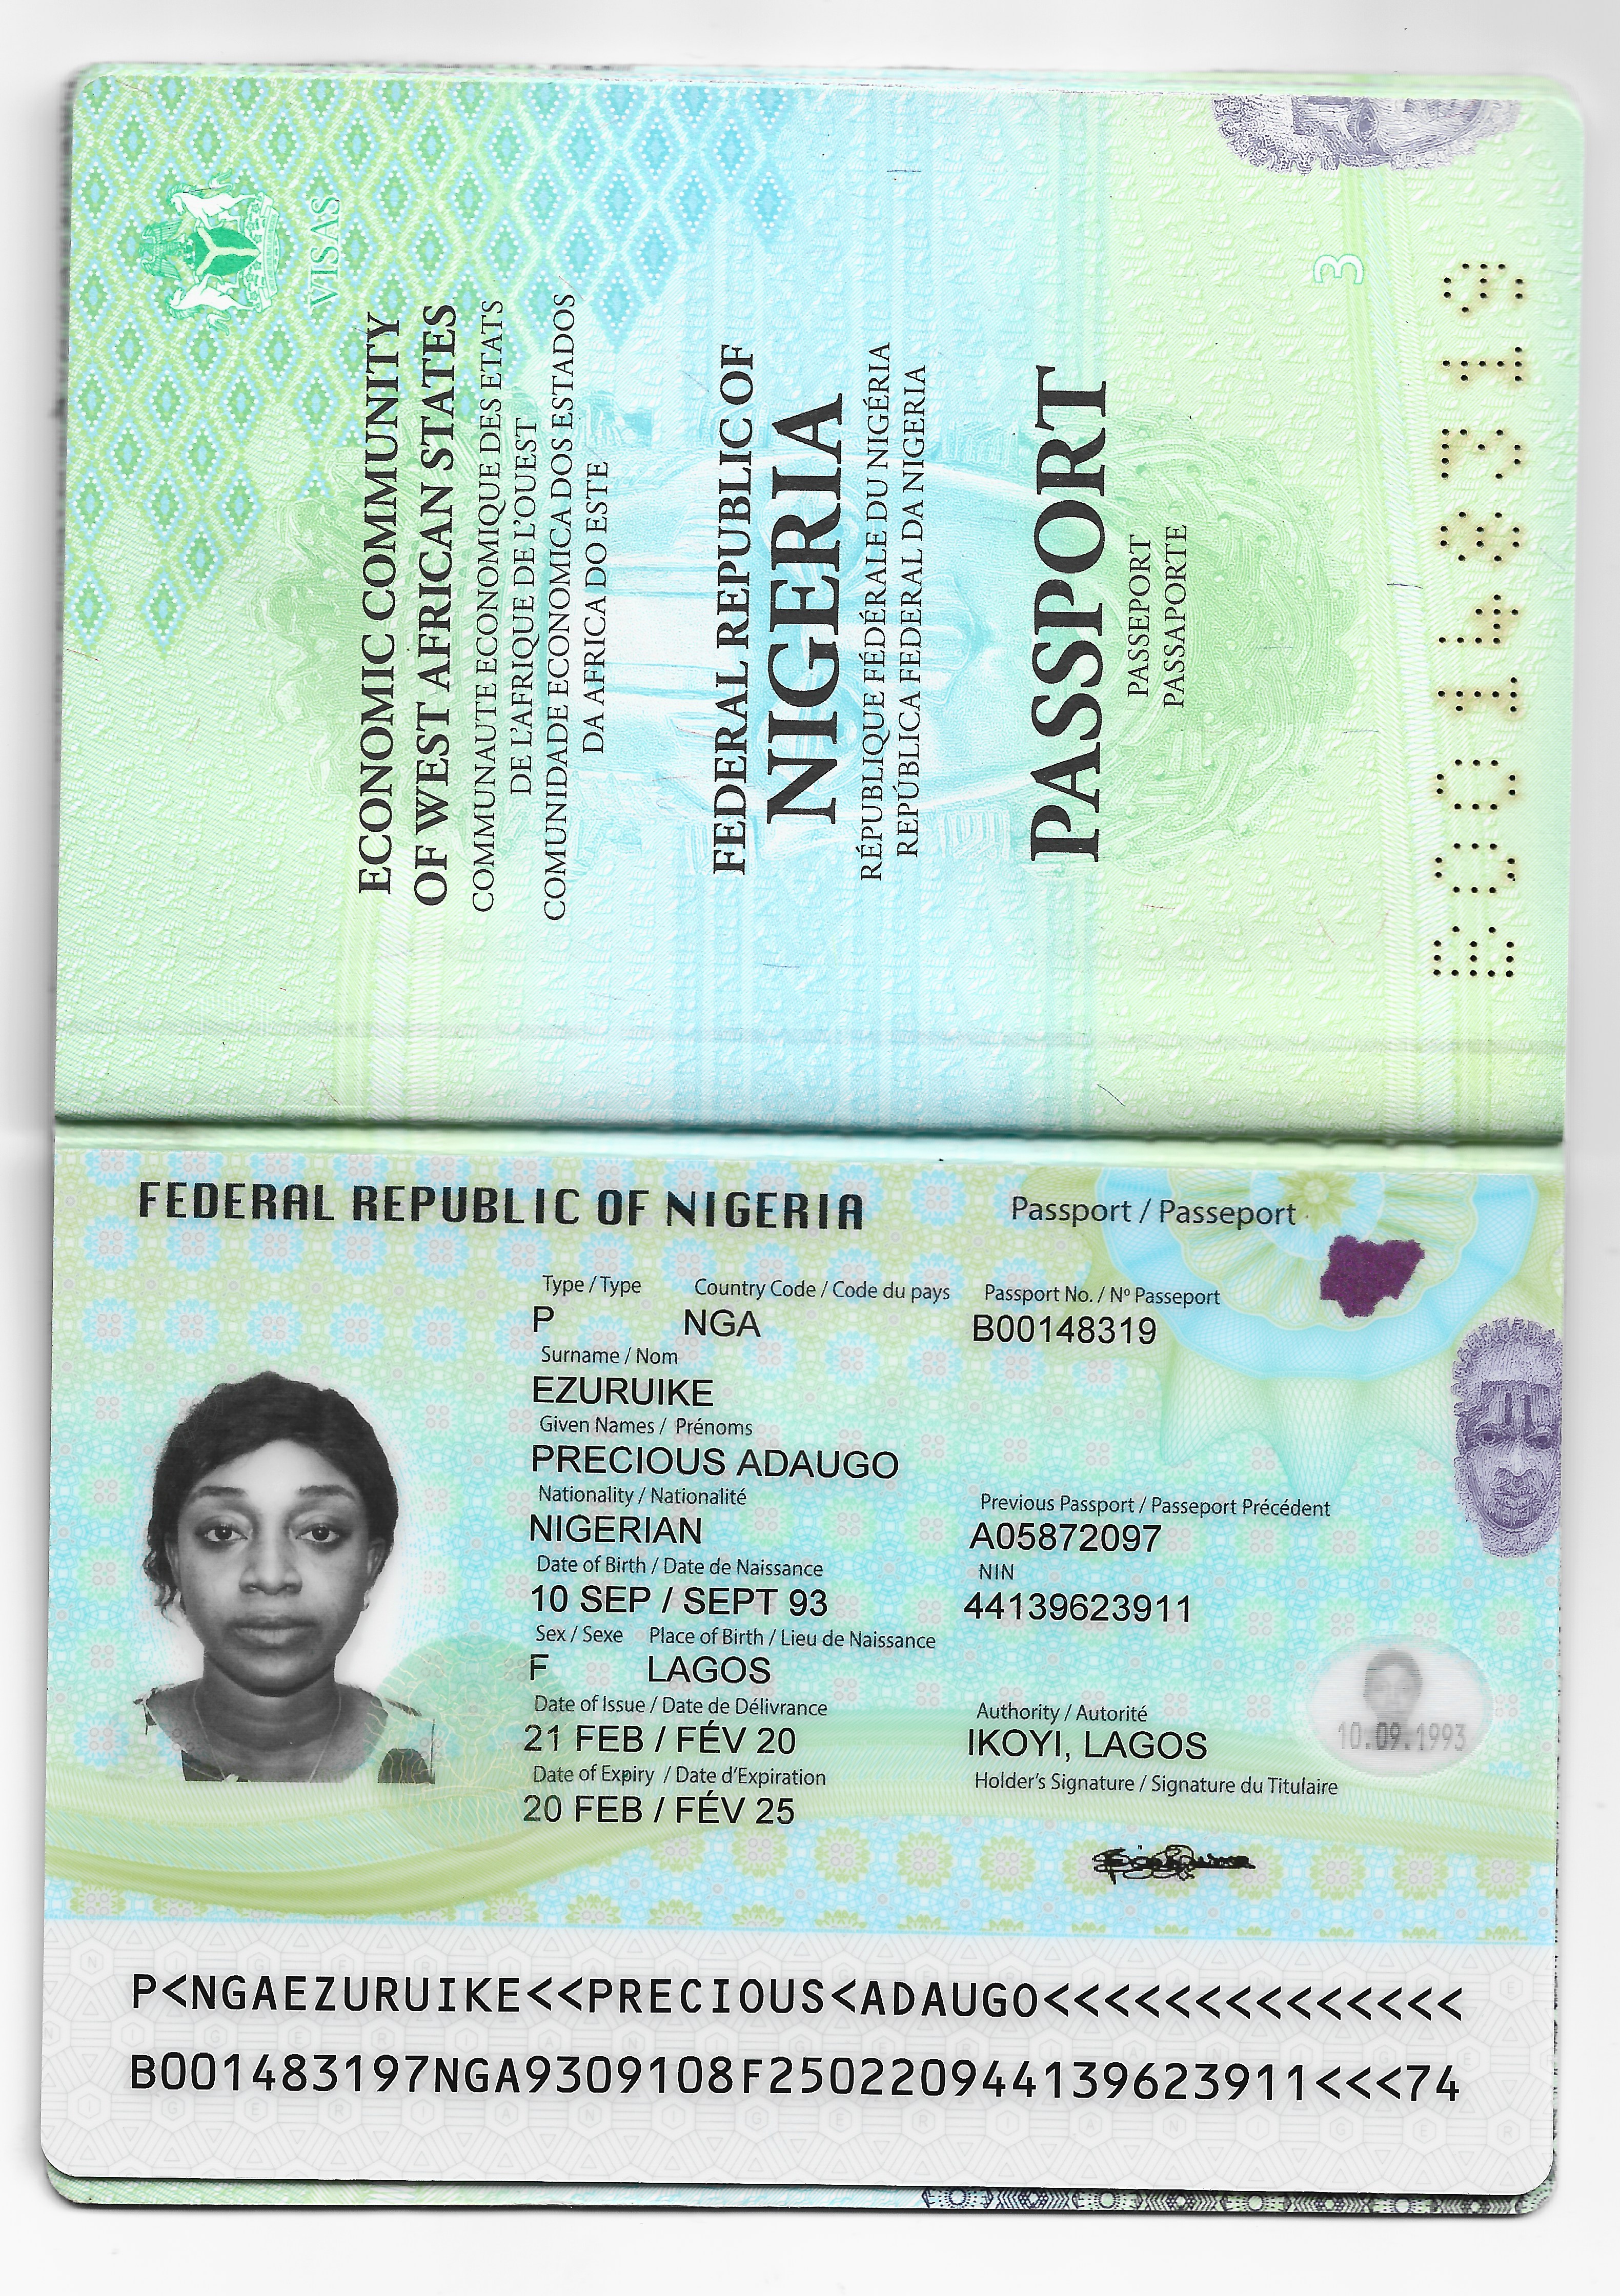 VISAS
ECONOMIC COMMUNITY
OF WEST AFRICAN STATES
COMMUNAUTE ECONOMIQUE DES ETATS
DE L'AFRIQUE DE L'OUEST
COMUNIDADE ECONOMICA DOS ESTADOS
DA AFRICA DO ESTE
FEDERAL REPUBLIC OF
NIGERIA
RÉPUBLIQUE FÉDÉRALE DU NIGÉRIA
REPÚBLICA FEDERAL DA NIGERIA
PASSPORT
PASSEPORT
PASSAPORTE
3
B00148319
FEDERAL REPUBLIC OF NIGERIA
Passport / Passeport
Type / Type Country Code / Code du pays Passport No. / Nº Passeport
P NGA B00148319
Surname / Nom
EZURUIKE
Given Names / Prénoms
PRECIOUS ADAUGO
Nationality / Nationalité Previous Passport / Passeport Précédent
NIGERIAN A05872097
Date of Birth / Date de Naissance NIN
10 SEP / SEPT 93 44139623911
Sex / Sexe Place of Birth / Lieu de Naissance
F LAGOS
Date of Issue / Date de Délivrance Authority / Autorité
21 FEB / FÉV 20 IKOYI, LAGOS
10.09.1993
Date of Expiry / Date d'Expiration Holder's Signature / Signature du Titulaire
20 FEB / FÉV 25
P<NGAEZURUIKE<<PRECIOUS<ADAUGO<<<<<<<<<<<<<<
B001483197NGA9309108F250220944139623911<<<74